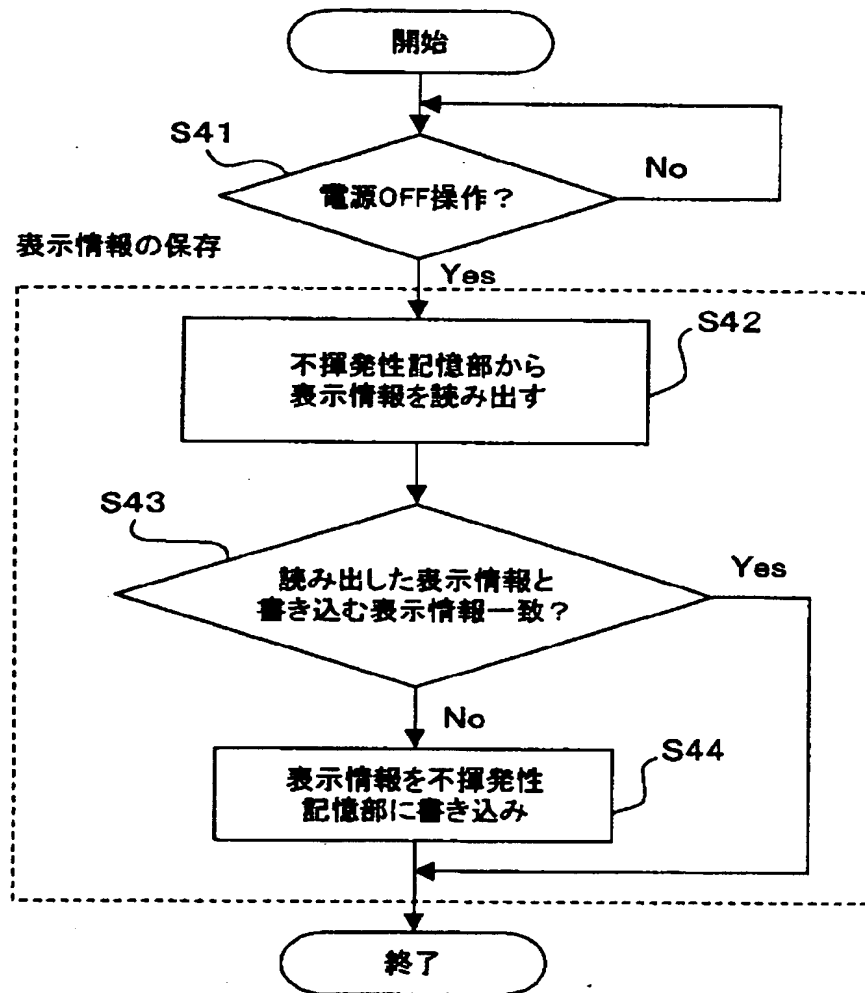 開始
S41
電源OFF操作？
No
表示情報の保存
Yes
S42
不揮発性記憶部から
表示情報を読み出す
S43
読み出した表示情報と
書き込む表示情報一致？
Yes
No
S44
表示情報を不揮発性
記憶部に書き込み
終了